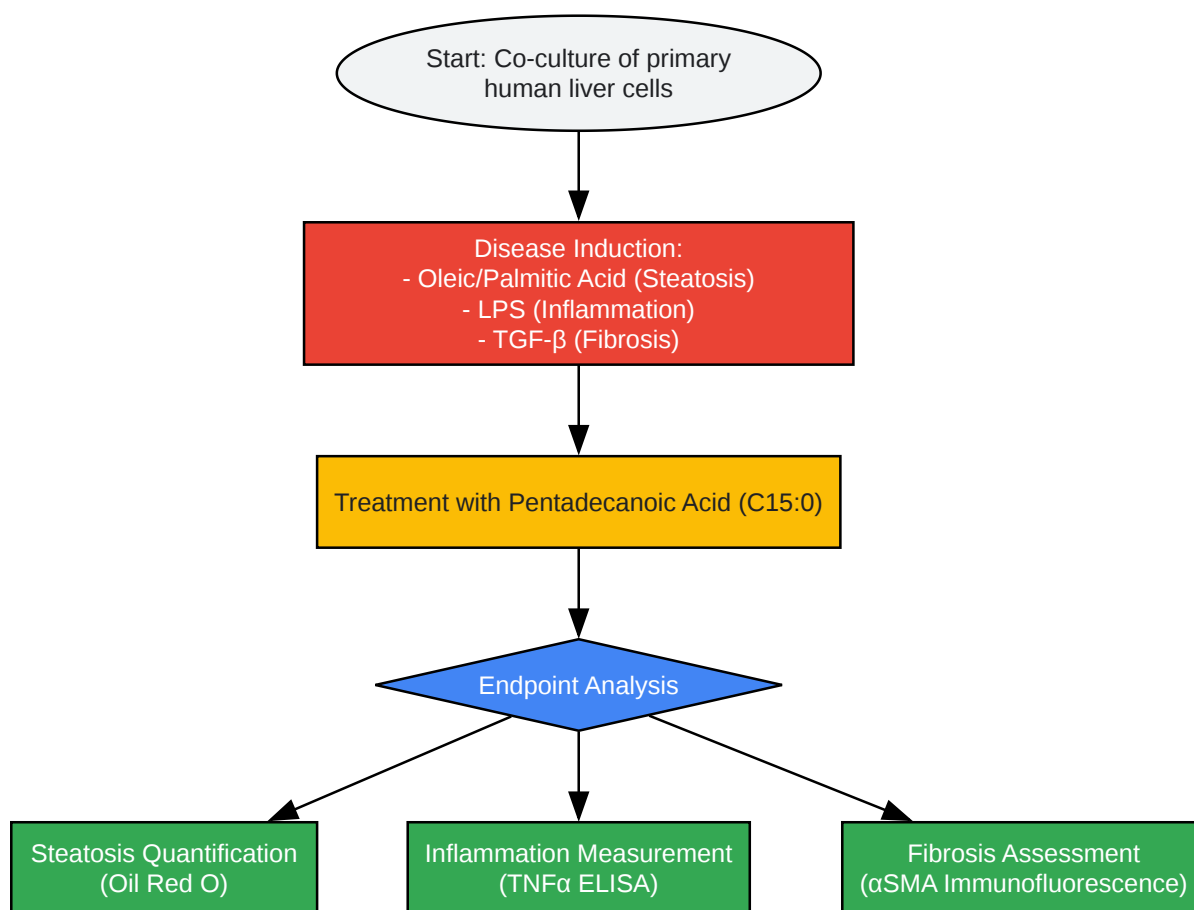 Start: Co-culture of primary
human liver cells
Disease Induction:
- Oleic/Palmitic Acid (Steatosis)
- LPS (Inflammation)
- TGF-β (Fibrosis)
Treatment with Pentadecanoic Acid (C15:0)
Endpoint Analysis
Steatosis Quantification
(Oil Red O)
Inflammation Measurement
(TNFα ELISA)
Fibrosis Assessment
(αSMA Immunofluorescence)